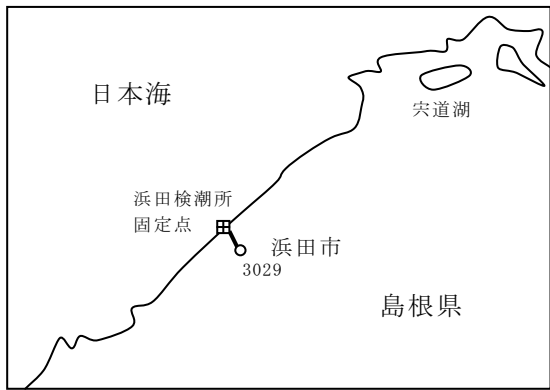 日本海
宍道湖
浜田検潮所
固定点
浜田市
3029
島根県